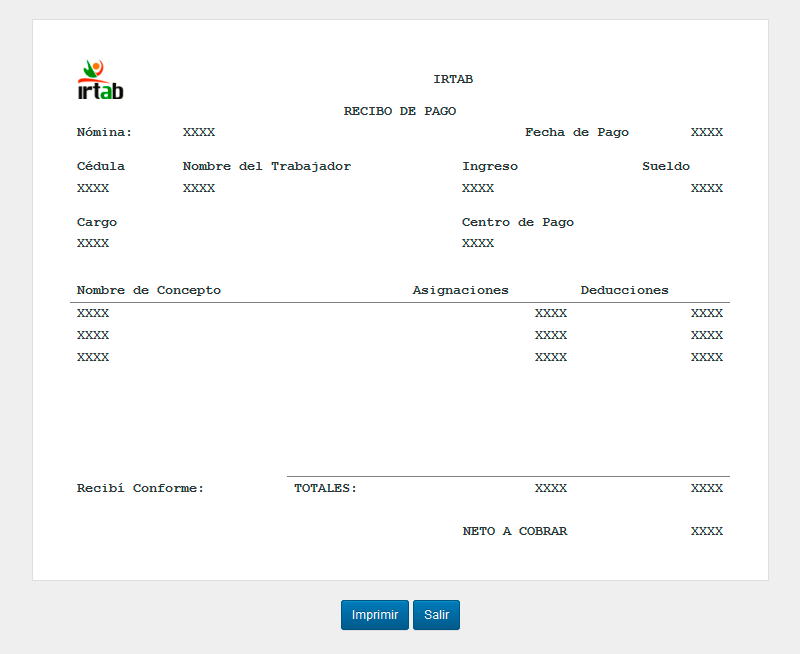 irtab
IRTAB
RECIBO DE PAGO
Nómina: XXXX Fecha de Pago XXXX
Cédula Nombre del Trabajador Ingreso Sueldo
XXXX XXXX XXXX XXXX
Cargo Centro de Pago
XXXX XXXX
Nombre de Concepto Asignaciones Deducciones
XXXX XXXX XXXX
XXXX XXXX XXXX
XXXX XXXX XXXX
Recibí Conforme: TOTALES: XXXX XXXX
NETO A COBRAR XXXX
Imprimir Salir